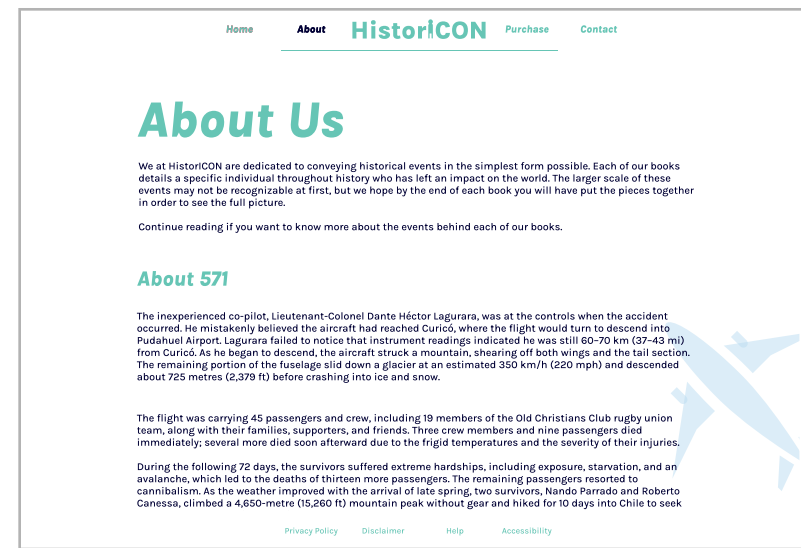 Home About HistorICON Purchase Contact
About Us
We at HistorICON are dedicated to conveying historical events in the simplest form possible. Each of our books
details a specific individual throughout history who has left an impact on the world. The larger scale of these
events may not be recognizable at first, but we hope by the end of each book you will have put the pieces together
in order to see the full picture.
Continue reading if you want to know more about the events behind each of our books.
About 571
The inexperienced co-pilot, Lieutenant-Colonel Dante Héctor Lagurara, was at the controls when the accident
occurred. He mistakenly believed the aircraft had reached Curicó, where the flight would turn to descend into
Pudahuel Airport. Lagurara failed to notice that instrument readings indicated he was still 60–70 km (37–43 mi)
from Curicó. As he began to descend, the aircraft struck a mountain, shearing off both wings and the tail section.
The remaining portion of the fuselage slid down a glacier at an estimated 350 km/h (220 mph) and descended
about 725 metres (2,379 ft) before crashing into ice and snow.
The flight was carrying 45 passengers and crew, including 19 members of the Old Christians Club rugby union
team, along with their families, supporters, and friends. Three crew members and nine passengers died
immediately; several more died soon afterward due to the frigid temperatures and the severity of their injuries.
During the following 72 days, the survivors suffered extreme hardships, including exposure, starvation, and an
avalanche, which led to the deaths of thirteen more passengers. The remaining passengers resorted to
cannibalism. As the weather improved with the arrival of late spring, two survivors, Nando Parrado and Roberto
Canessa, climbed a 4,650-metre (15,260 ft) mountain peak without gear and hiked for 10 days into Chile to seek
Privacy Policy Disclaimer Help Accessibility